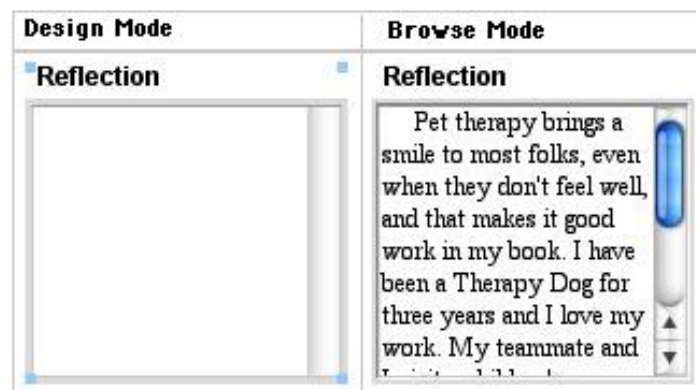 Design Mode
Browse Mode
Reflection
Reflection
Pet therapy brings a
smile to most folks, even
when they don't feel well,
and that makes it good
work in my book. I have
been a Therapy Dog for
three years and I love my
work. My teammate and